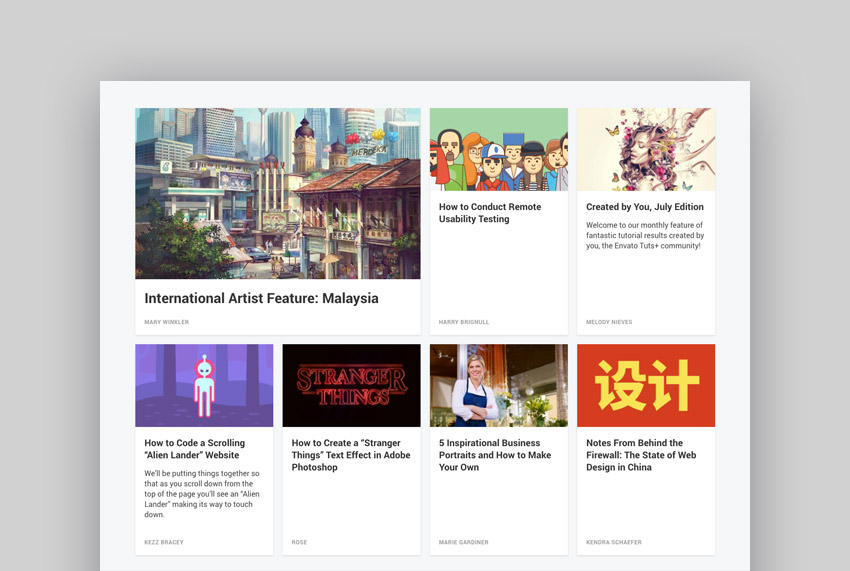 MERDEKA
International Artist Feature: Malaysia
MARY WINKLER
How to Conduct Remote
Usability Testing
HARRY BRIGNULL
Created by You, July Edition
Welcome to our monthly feature of
fantastic tutorial results created by
you, the Envato Tuts+ community!
MELODY NIEVES
How to Code a Scrolling
“Alien Lander” Website
We’ll be putting things together so
that as you scroll down from the
top of the page you’ll see an “Alien
Lander” making its way to touch
down.
KEZZ BRACEY
STRANGER
THINGS
How to Create a “Stranger
Things” Text Effect in Adobe
Photoshop
ROSE
5 Inspirational Business
Portraits and How to Make
Your Own
MARIE GARDINER
设计
Notes From Behind the
Firewall: The State of Web
Design in China
KENDRA SCHAEFER